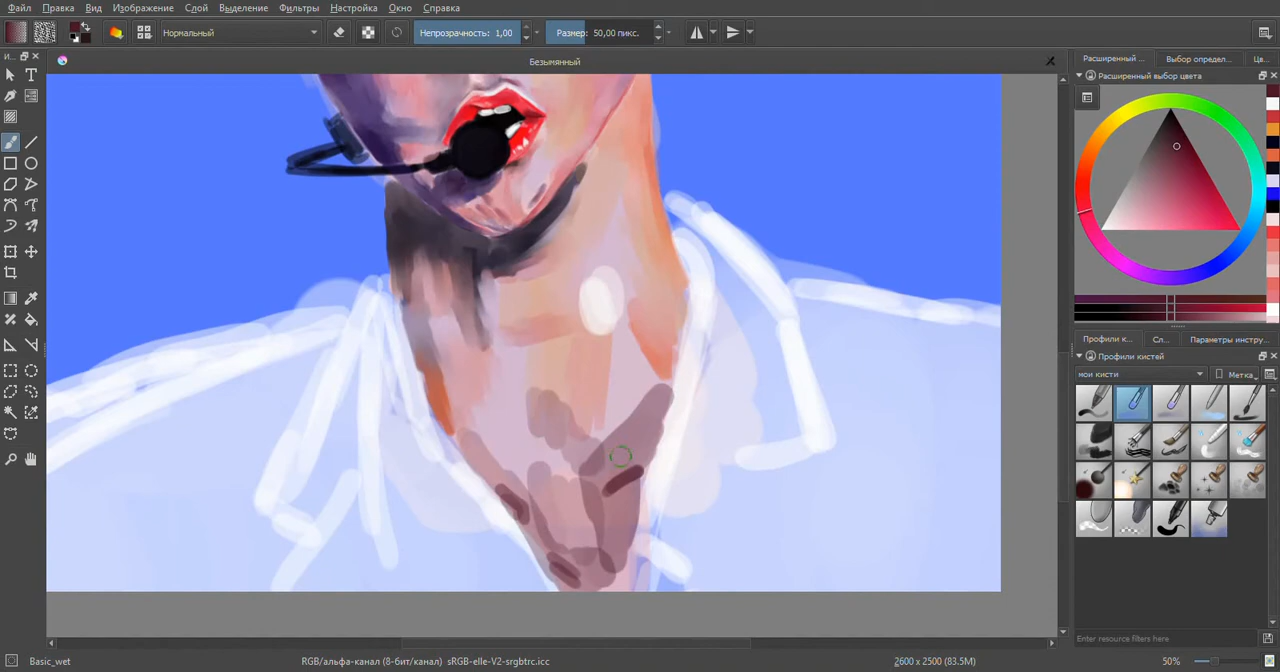 Файл Правка Вид Изображение Слой Выделение Фильтры Настройка Окно Справка
Нормальный Непрозрачность: 1,00 Размер: 50,00 пикс.
И...
Безымянный
Расширенный ... Выбор определ... Цв...
Расширенный выбор цвета
Профили к... Сл... Параметры инстру...
Профили кистей
мои кисти Метка
Enter resource filters here
Basic_wet RGB/альфа-канал (8-бит/канал) sRGB-elle-V2-srgbtrc.icc 2600 x 2500 (83.5M) 50%